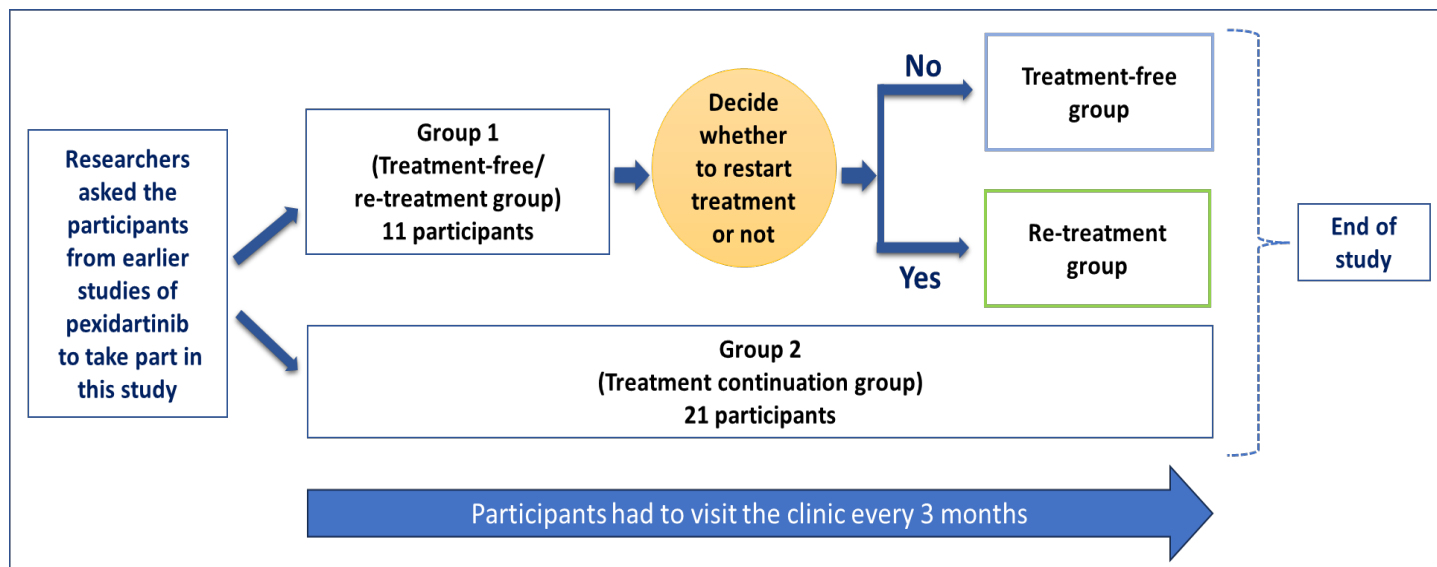 Researchers
asked the
participants
from earlier
studies of
pexidartinib
to take part in
this study
Group 1
(Treatment-free/
re-treatment group)
11 participants
Decide
whether
to restart
treatment
or not
No
Yes
Treatment-free
group
Re-treatment
group
Group 2
(Treatment continuation group)
21 participants
End of
study
Participants had to visit the clinic every 3 months